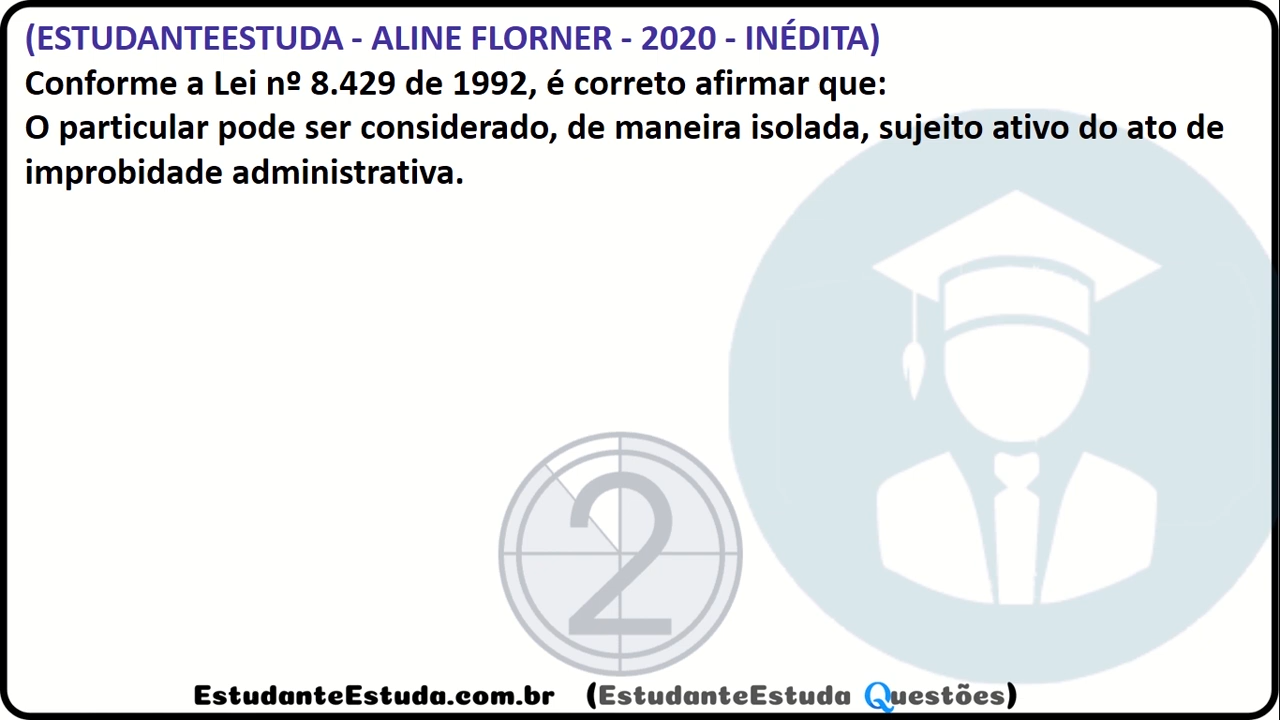 (ESTUDANTEESTUDA - ALINE FLORNER - 2020 - INÉDITA)
Conforme a Lei nº 8.429 de 1992, é correto afirmar que:
O particular pode ser considerado, de maneira isolada, sujeito ativo do ato de
improbidade administrativa.
2
EstudanteEstuda.com.br (EstudanteEstuda Questões)